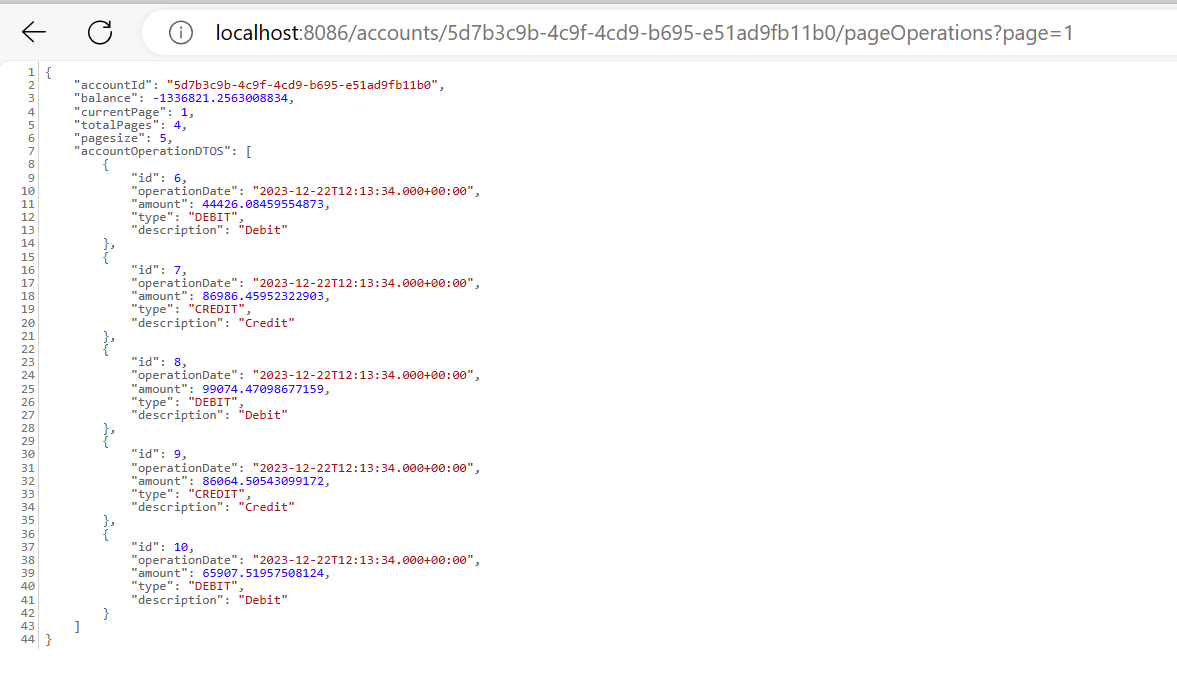 localhost:8086/accounts/5d7b3c9b-4c9f-4cd9-b695-e51ad9fb11b0/pageOperations?page=1
1 {
2     "accountId": "5d7b3c9b-4c9f-4cd9-b695-e51ad9fb11b0",
3     "balance": -1336821.2563008834,
4     "currentPage": 1,
5     "totalPages": 4,
6     "pagesize": 5,
7     "accountOperationDTOS": [
8         {
9             "id": 6,
10             "operationDate": "2023-12-22T12:13:34.000+00:00",
11             "amount": 44426.08459554873,
12             "type": "DEBIT",
13             "description": "Debit"
14         },
15         {
16             "id": 7,
17             "operationDate": "2023-12-22T12:13:34.000+00:00",
18             "amount": 86986.45952322903,
19             "type": "CREDIT",
20             "description": "Credit"
21         },
22         {
23             "id": 8,
24             "operationDate": "2023-12-22T12:13:34.000+00:00",
25             "amount": 99074.47098677159,
26             "type": "DEBIT",
27             "description": "Debit"
28         },
29         {
30             "id": 9,
31             "operationDate": "2023-12-22T12:13:34.000+00:00",
32             "amount": 86064.50543099172,
33             "type": "CREDIT",
34             "description": "Credit"
35         },
36         {
37             "id": 10,
38             "operationDate": "2023-12-22T12:13:34.000+00:00",
39             "amount": 65907.51957508124,
40             "type": "DEBIT",
41             "description": "Debit"
42         }
43     ]
44 }